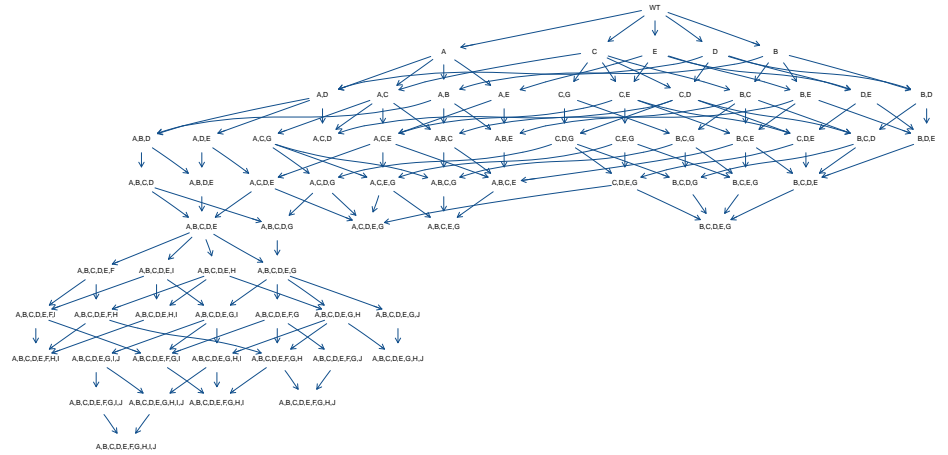 WT
A C E D B
A,D A,C A,B A,E C,G C,E C,D B,C B,E D,E B,D
A,B,D A,D,E A,C,G A,C,D A,C,E A,B,C A,B,E C,D,G C,E,G B,C,G B,C,E C,D,E B,C,D B,D,E
A,B,C,D A,B,D,E A,C,D,E A,C,D,G A,C,E,G A,B,C,G A,B,C,E C,D,E,G B,C,D,G B,C,E,G B,C,D,E
A,B,C,D,E A,B,C,D,G A,C,D,E,G A,B,C,E,G B,C,D,E,G
A,B,C,D,E,F A,B,C,D,E,I A,B,C,D,E,H A,B,C,D,E,G
A,B,C,D,E,F,I A,B,C,D,E,F,H A,B,C,D,E,H,I A,B,C,D,E,G,I A,B,C,D,E,F,G A,B,C,D,E,G,H A,B,C,D,E,G,J
A,B,C,D,E,F,H,I A,B,C,D,E,G,I,J A,B,C,D,E,F,G,I A,B,C,D,E,G,H,I A,B,C,D,E,F,G,H A,B,C,D,E,F,G,J A,B,C,D,E,G,H,J
A,B,C,D,E,F,G,I,J A,B,C,D,E,G,H,I,J A,B,C,D,E,F,G,H,I A,B,C,D,E,F,G,H,J
A,B,C,D,E,F,G,H,I,J